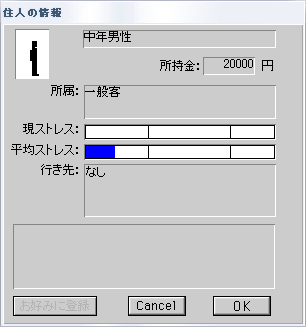 住人の情報
中年男性
所持金: 20000 円
所属: 一般客
現ストレス:
平均ストレス:
行き先: なし
お好みに登録 Cancel OK